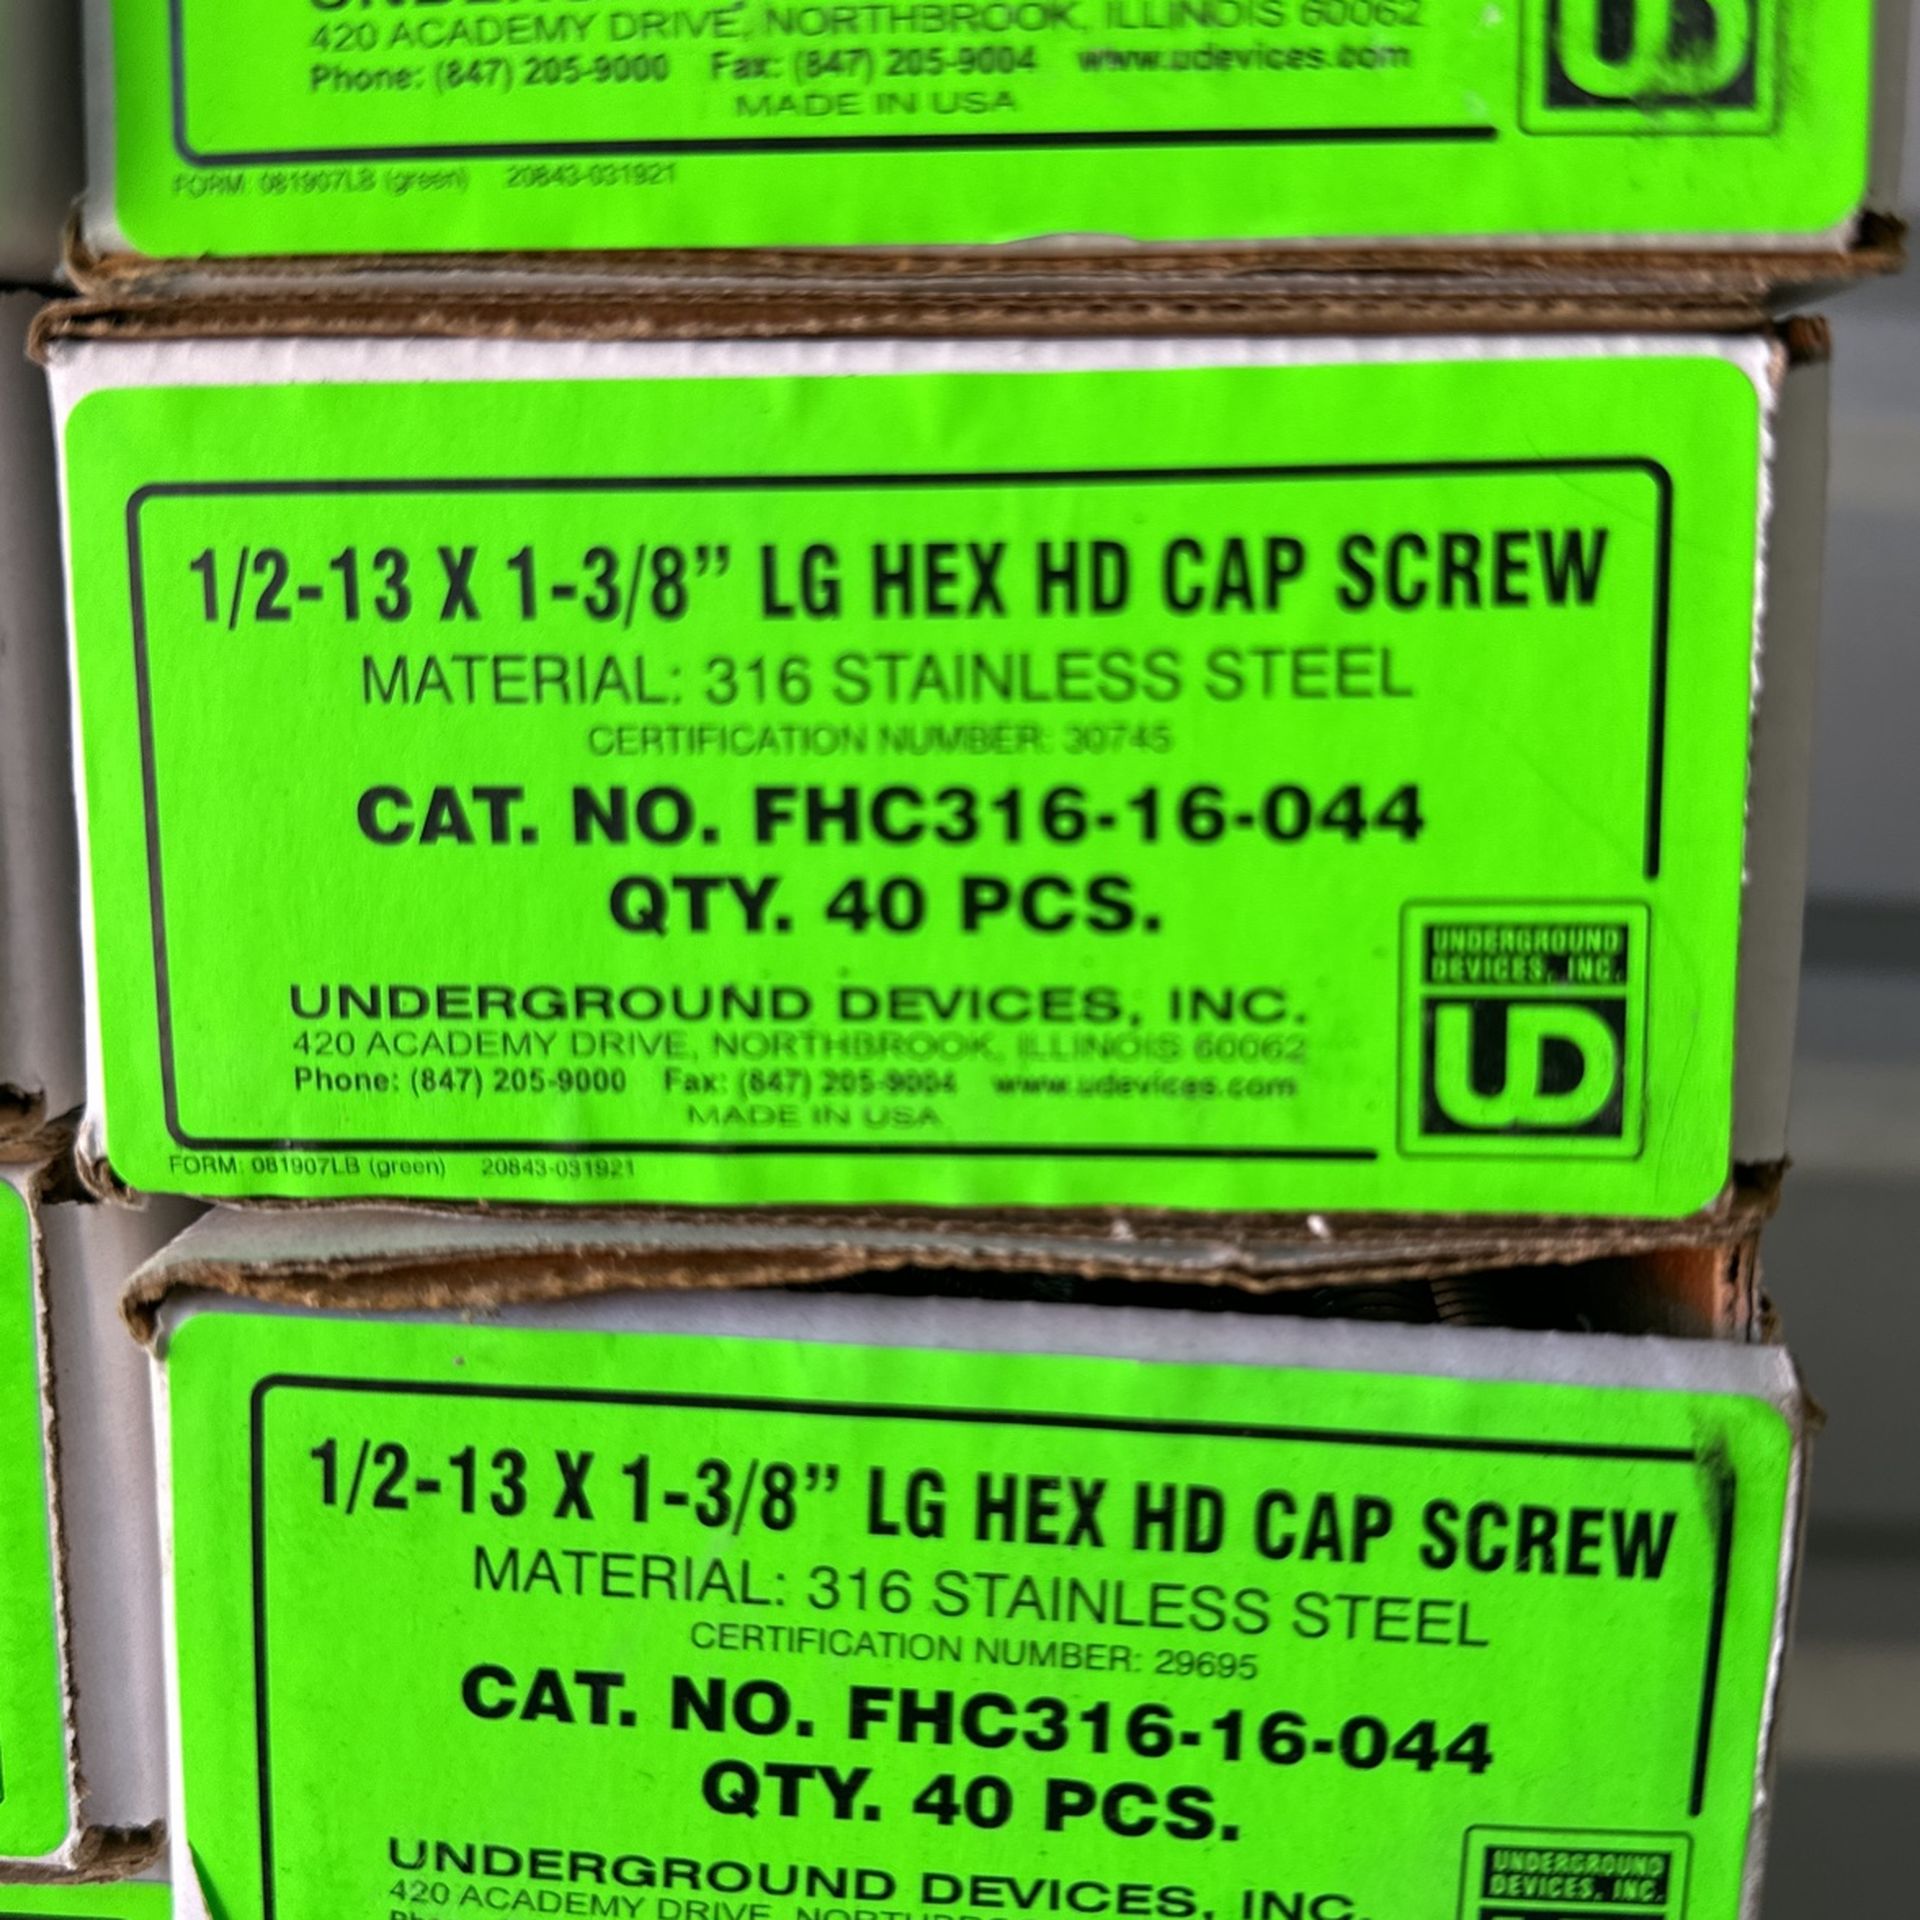 420 ACADEMY DRIVE, NORTHBROOK, ILLINOIS 60062
Phone: (847) 205-9000 Fax: (847) 205-9004 www.udevices.com
MADE IN USA
UD
FORM: 081907LB (green) 20843-031921
1/2-13 X 1-3/8” LG HEX HD CAP SCREW
MATERIAL: 316 STAINLESS STEEL
CERTIFICATION NUMBER: 30745
CAT. NO. FHC316-16-044
QTY. 40 PCS.
UNDERGROUND DEVICES, INC.
420 ACADEMY DRIVE, NORTHBROOK, ILLINOIS 60062
Phone: (847) 205-9000 Fax: (847) 205-9004 www.udevices.com
MADE IN USA
UNDERGROUND
DEVICES, INC.
UD
FORM: 081907LB (green) 20843-031921
1/2-13 X 1-3/8” LG HEX HD CAP SCREW
MATERIAL: 316 STAINLESS STEEL
CERTIFICATION NUMBER: 29695
CAT. NO. FHC316-16-044
QTY. 40 PCS.
UNDERGROUND DEVICES, INC.
420 ACADEMY DRIVE,
UNDERGROUND
DEVICES, INC.